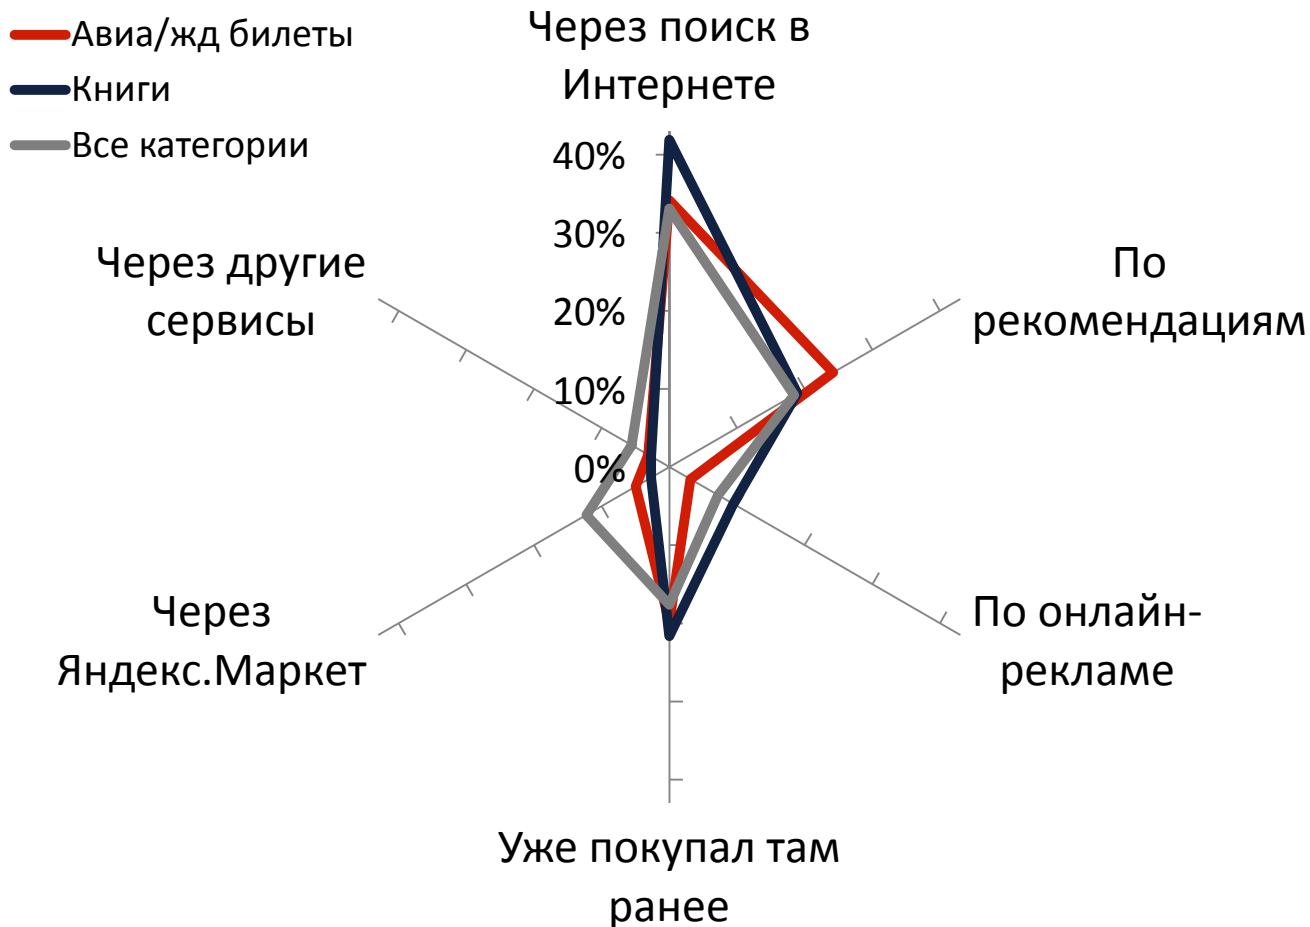 Авиа/жд билеты
Книги
Все категории
Через поиск в
Интернете
40%
30%
20%
10%
0%
По
рекомендациям
По онлайн-
рекламе
Уже покупал там
ранее
Через
Яндекс.Маркет
Через другие
сервисы